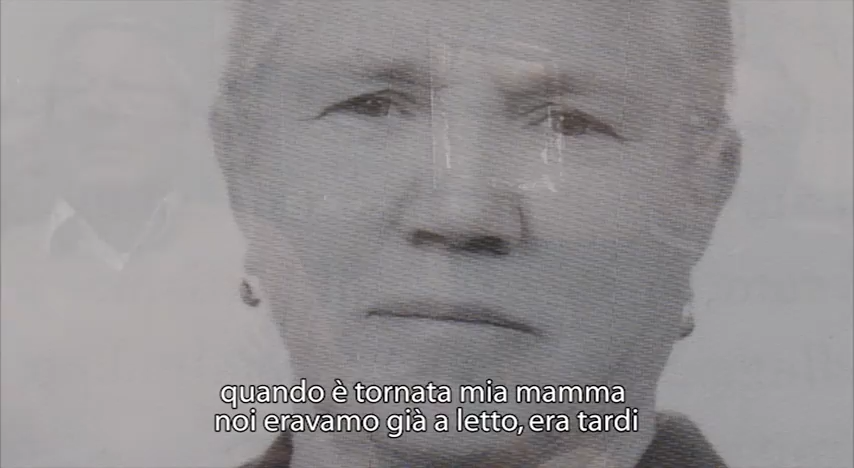 quando è tornata mia mamma
noi eravamo già a letto, era tardi